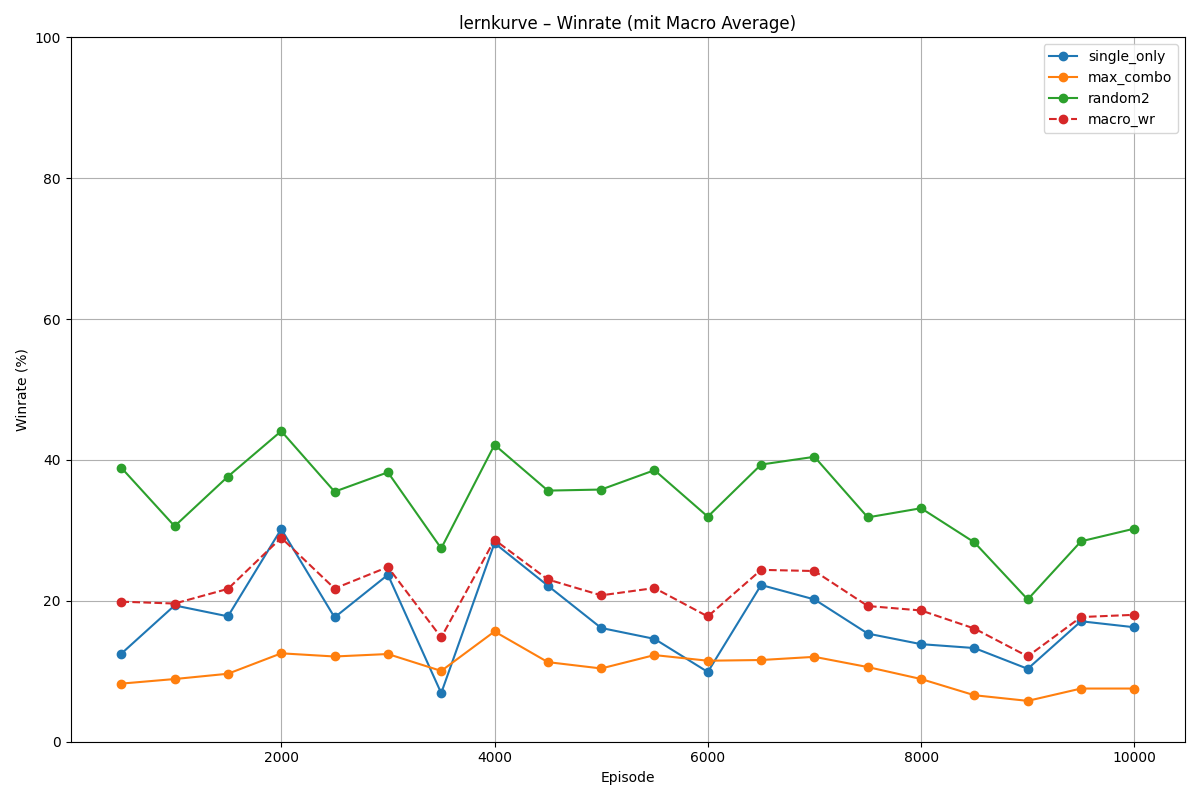 lernkurve – Winrate (mit Macro Average)
single_only
max_combo
random2
macro_wr
100
80
60
40
20
0
Winrate (%)
2000
4000
6000
8000
10000
Episode